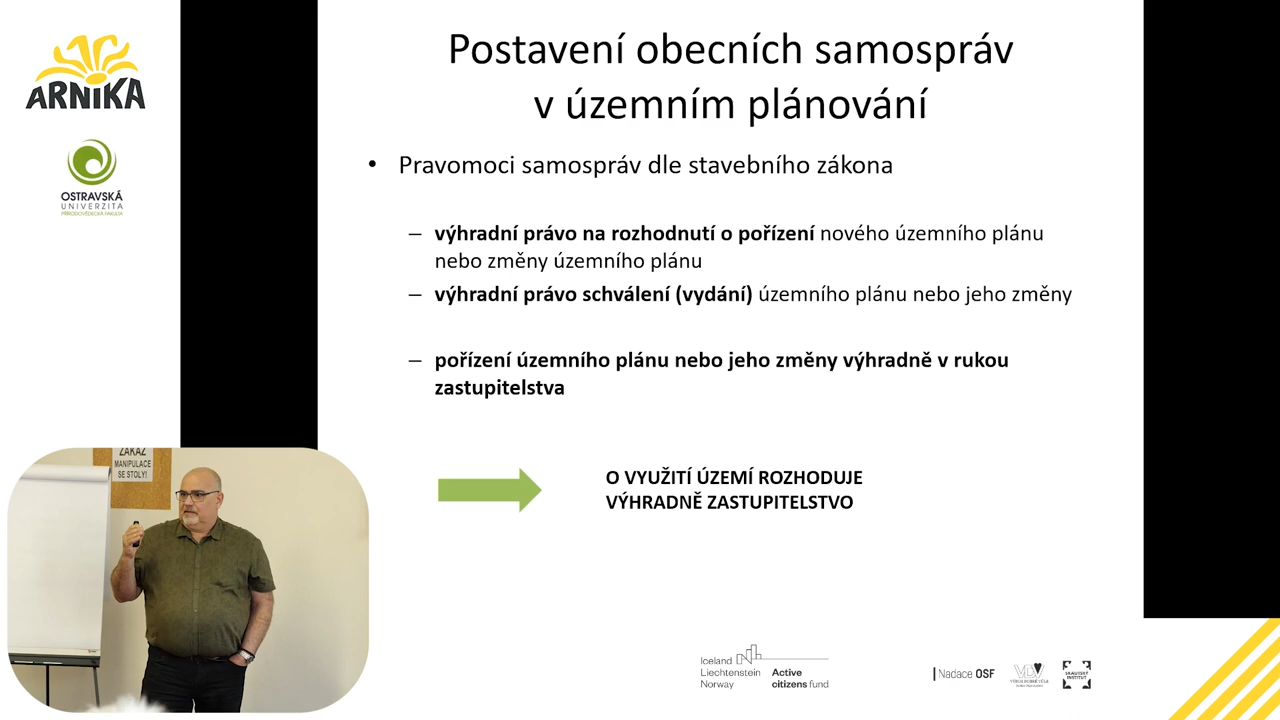 ARNIKA
OSTRAVSKÁ
UNIVERZITA
PŘÍRODOVĚDECKÁ FAKULTA
Postavení obecních samospráv
v územním plánování
• Pravomoci samospráv dle stavebního zákona
– výhradní právo na rozhodnutí o pořízení nového územního plánu
nebo změny územního plánu
– výhradní právo schválení (vydání) územního plánu nebo jeho změny
– pořízení územního plánu nebo jeho změny výhradně v rukou
zastupitelstva
O VYUŽITÍ ÚZEMÍ ROZHODUJE
VÝHRADNĚ ZASTUPITELSTVO
ZÁKAZ
MANIPULACE
SE STOLY!
Iceland
Liechtenstein
Norway
Active
citizens fund
Nadace OSF
VDV
SKAUTSKÝ
INSTITUT